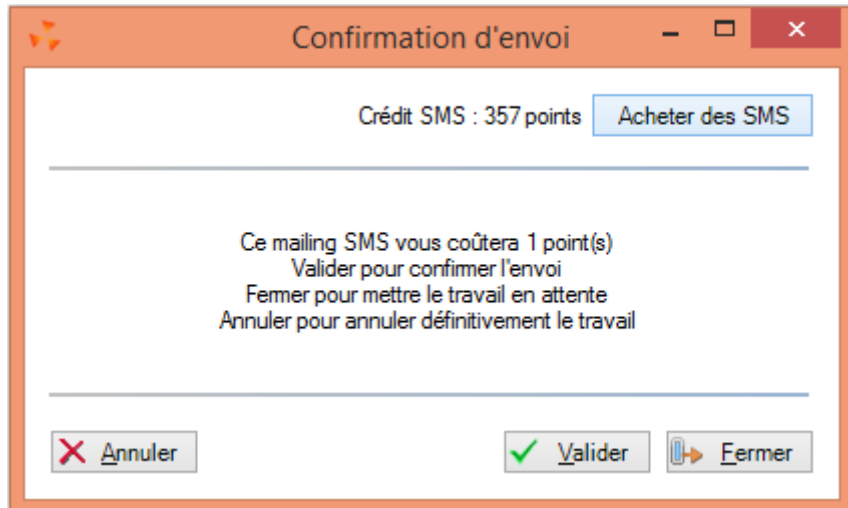 Confirmation d'envoi
Crédit SMS : 357 points
Acheter des SMS
Ce mailing SMS vous coûtera 1 point(s)
Valider pour confirmer l'envoi
Fermer pour mettre le travail en attente
Annuler pour annuler définitivement le travail
Annuler
Valider
Fermer